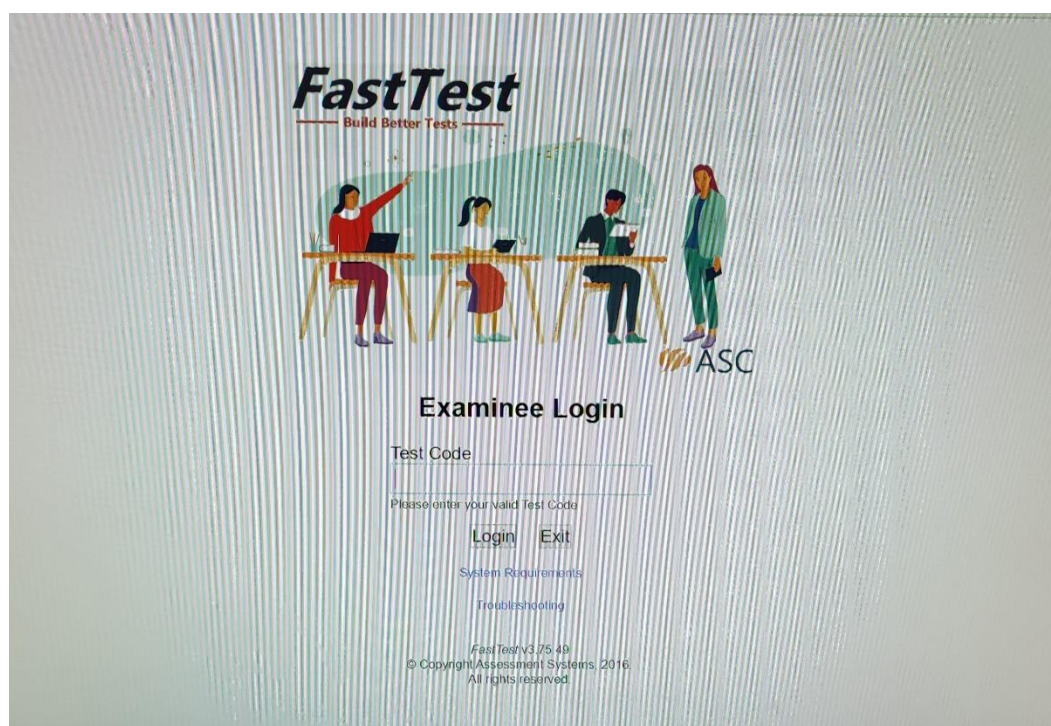 FastTest
Build Better Tests
ASC
Examinee Login
Test Code
Please enter your valid Test Code
Login Exit
System Requirements
Troubleshooting
FastTest v3.75.49
© Copyright Assessment Systems, 2016.
All rights reserved.